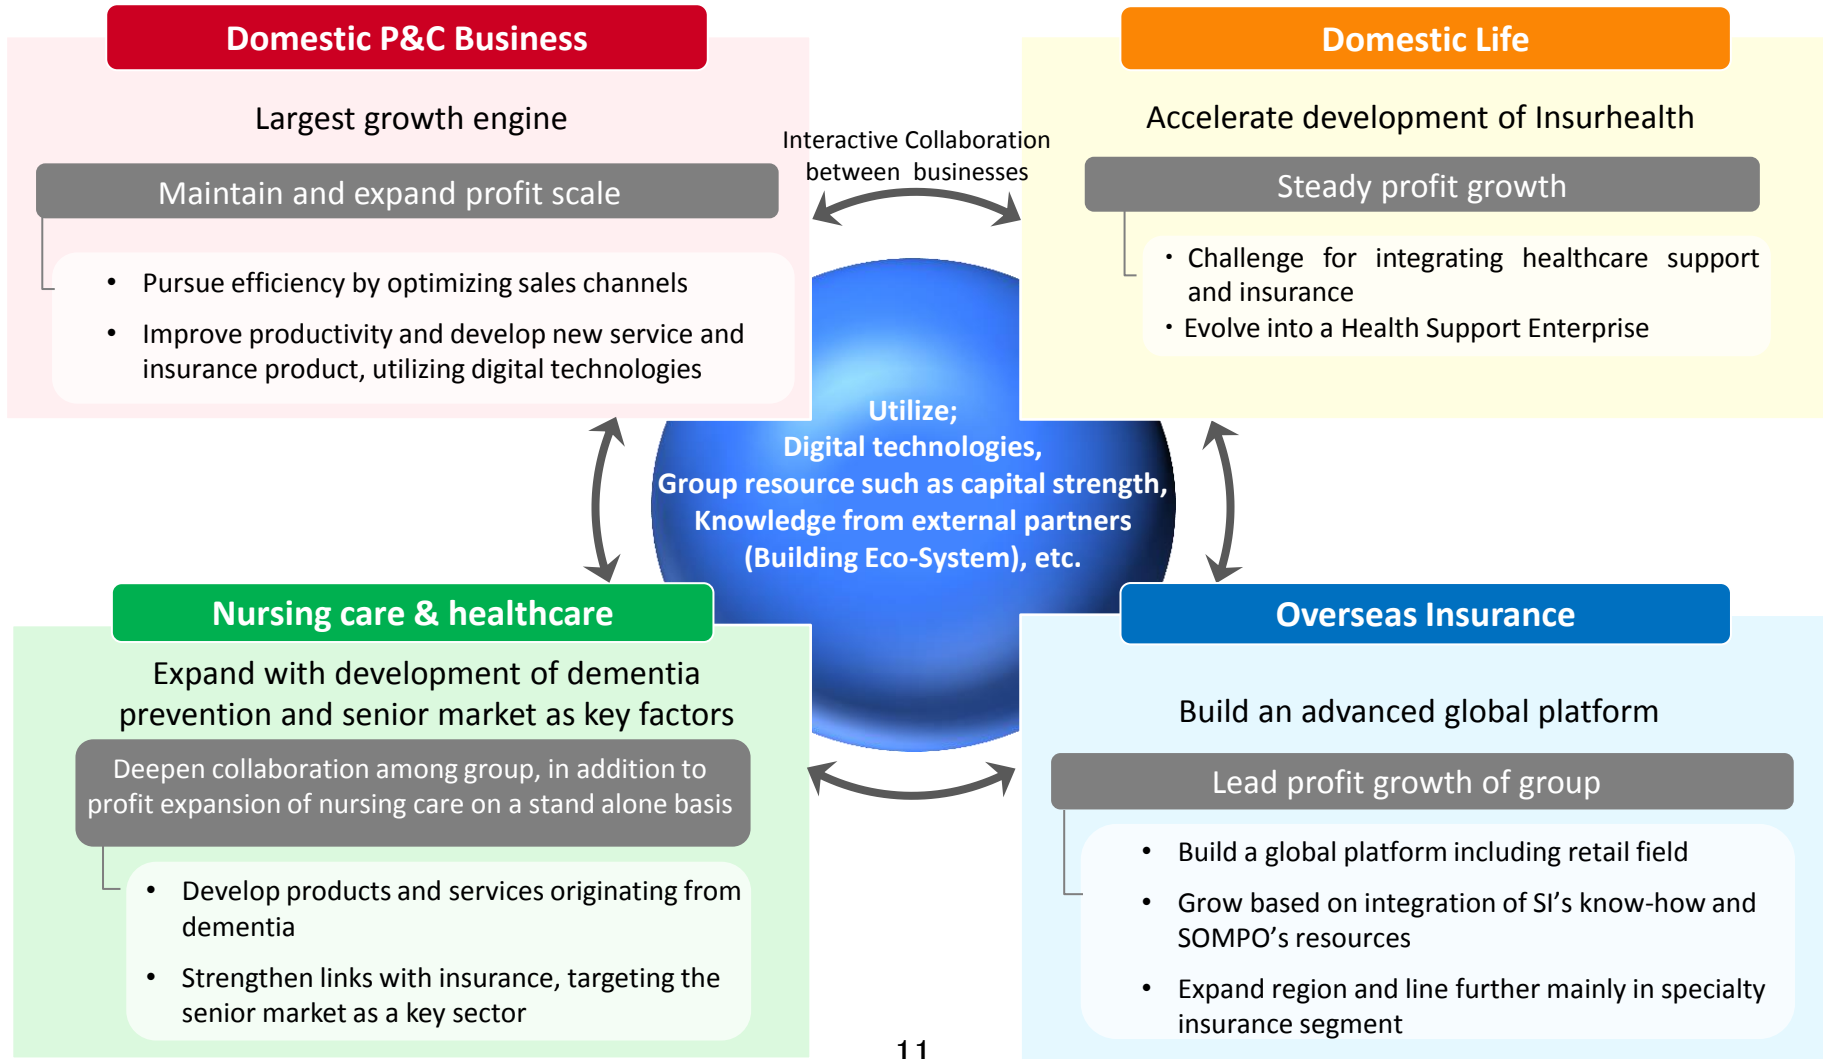 Domestic P&C Business
Largest growth engine
Maintain and expand profit scale
• Pursue efficiency by optimizing sales channels
• Improve productivity and develop new service and
insurance product, utilizing digital technologies
Interactive Collaboration
between businesses
Domestic Life
Accelerate development of Insurhealth
Steady profit growth
・Challenge for integrating healthcare support
and insurance
・Evolve into a Health Support Enterprise
Utilize;
Digital technologies,
Group resource such as capital strength,
Knowledge from external partners
(Building Eco-System), etc.
Nursing care & healthcare
Expand with development of dementia
prevention and senior market as key factors
Deepen collaboration among group, in addition to
profit expansion of nursing care on a stand alone basis
• Develop products and services originating from
dementia
• Strengthen links with insurance, targeting the
senior market as a key sector
Overseas Insurance
Build an advanced global platform
Lead profit growth of group
• Build a global platform including retail field
• Grow based on integration of SI’s know-how and
SOMPO’s resources
• Expand region and line further mainly in specialty
insurance segment
11